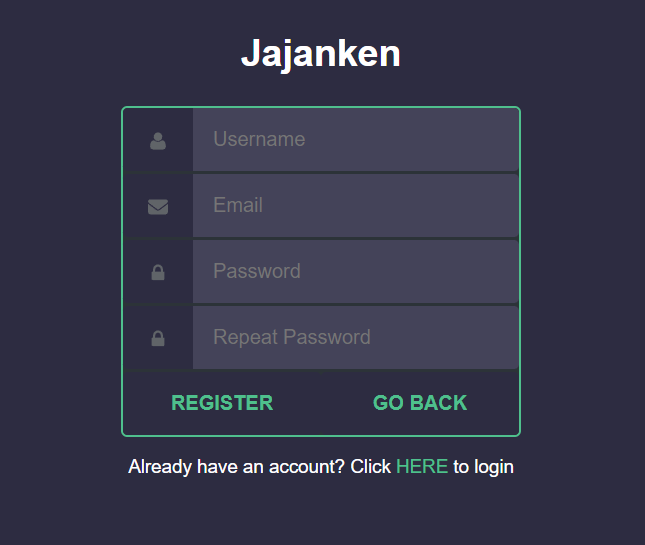 Jajanken
Username
Email
Password
Repeat Password
REGISTER GO BACK
Already have an account? Click HERE to login